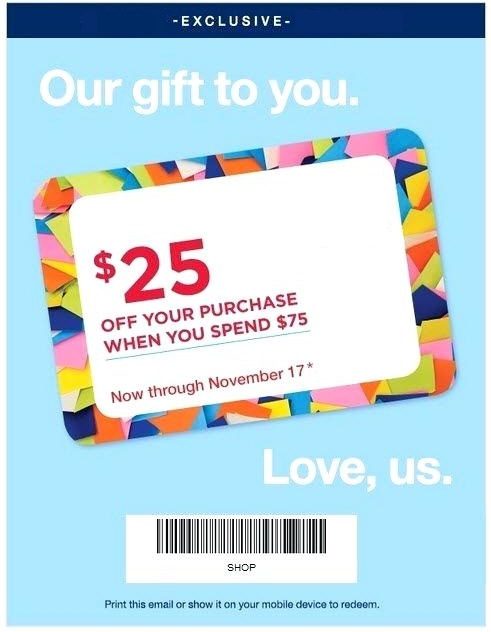 -EXCLUSIVE-
Our gift to you.
$25
OFF YOUR PURCHASE
WHEN YOU SPEND $75
Now through November 17*
Love, us.
SHOP
Print this email or show it on your mobile device to redeem.